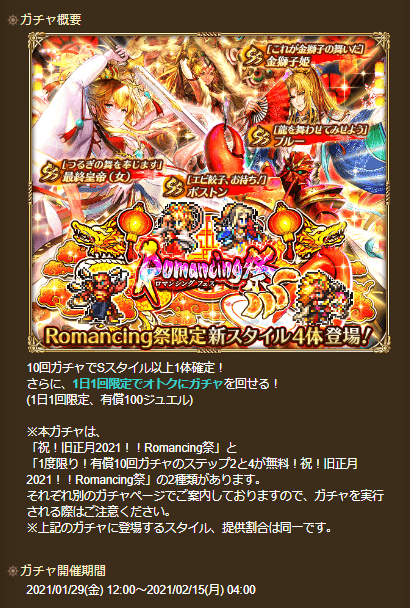 ガチャ概要
[これが金獅子の舞いだ]
金獅子姫
[龍を舞わせてみせよう]
ブルー
[つるぎの舞を奉じます]
最終皇帝(女)
[エビ餃子、お待ち!]
ボストン
Romancing祭
ロマンシング フェス
Romancing祭限定新スタイル4体登場!
10回ガチャでSスタイル以上1体確定!
さらに、1日1回限定でオトクにガチャを回せる!
(1日1回限定、有償100ジュエル)
※本ガチャは、
「祝!旧正月2021!!Romancing祭」と
「1度限り!有償10回ガチャのステップ2と4が無料!祝!旧正月
2021!!Romancing祭」の2種類があります。
それぞれ別のガチャページでご案内しておりますので、ガチャを実行
される際はご注意ください。
※上記のガチャに登場するスタイル、提供割合は同一です。
ガチャ開催期間
2021/01/29(金) 12:00～2021/02/15(月) 04:00